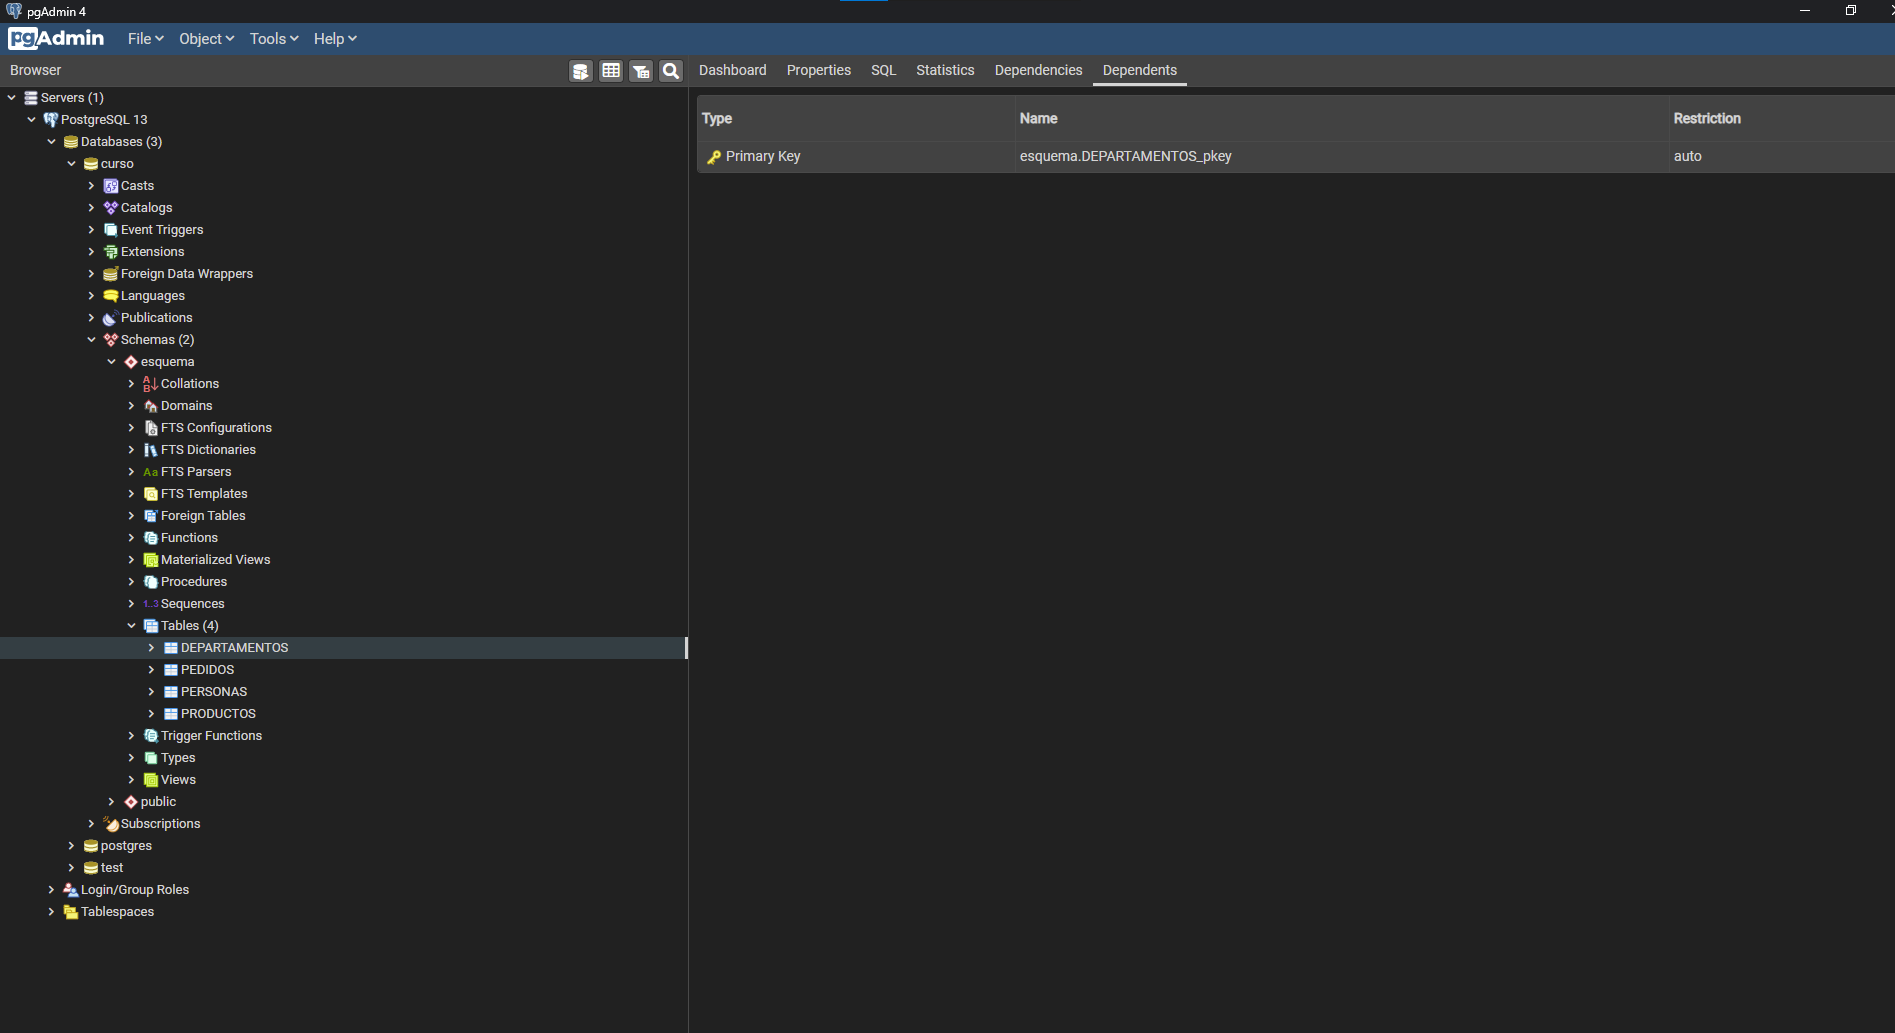 pgAdmin 4
pgAdmin File Object Tools Help
Browser
Dashboard Properties SQL Statistics Dependencies Dependents
Servers (1)
PostgreSQL 13
Databases (3)
curso
Casts
Catalogs
Event Triggers
Extensions
Foreign Data Wrappers
Languages
Publications
Schemas (2)
esquema
Collations
Domains
FTS Configurations
FTS Dictionaries
Aa FTS Parsers
FTS Templates
Foreign Tables
Functions
Materialized Views
Procedures
1..3 Sequences
Tables (4)
DEPARTAMENTOS
PEDIDOS
PERSONAS
PRODUCTOS
Trigger Functions
Types
Views
public
Subscriptions
postgres
test
Login/Group Roles
Tablespaces
Type Name Restriction
Primary Key esquema.DEPARTAMENTOS_pkey auto